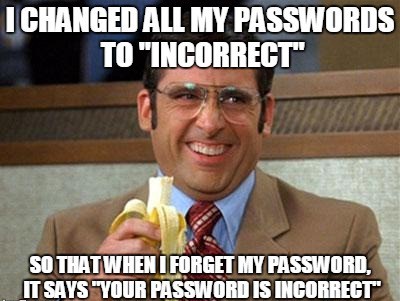 I CHANGED ALL MY PASSWORDS
TO "INCORRECT"
SO THAT WHEN I FORGET MY PASSWORD,
IT SAYS "YOUR PASSWORD IS INCORRECT"